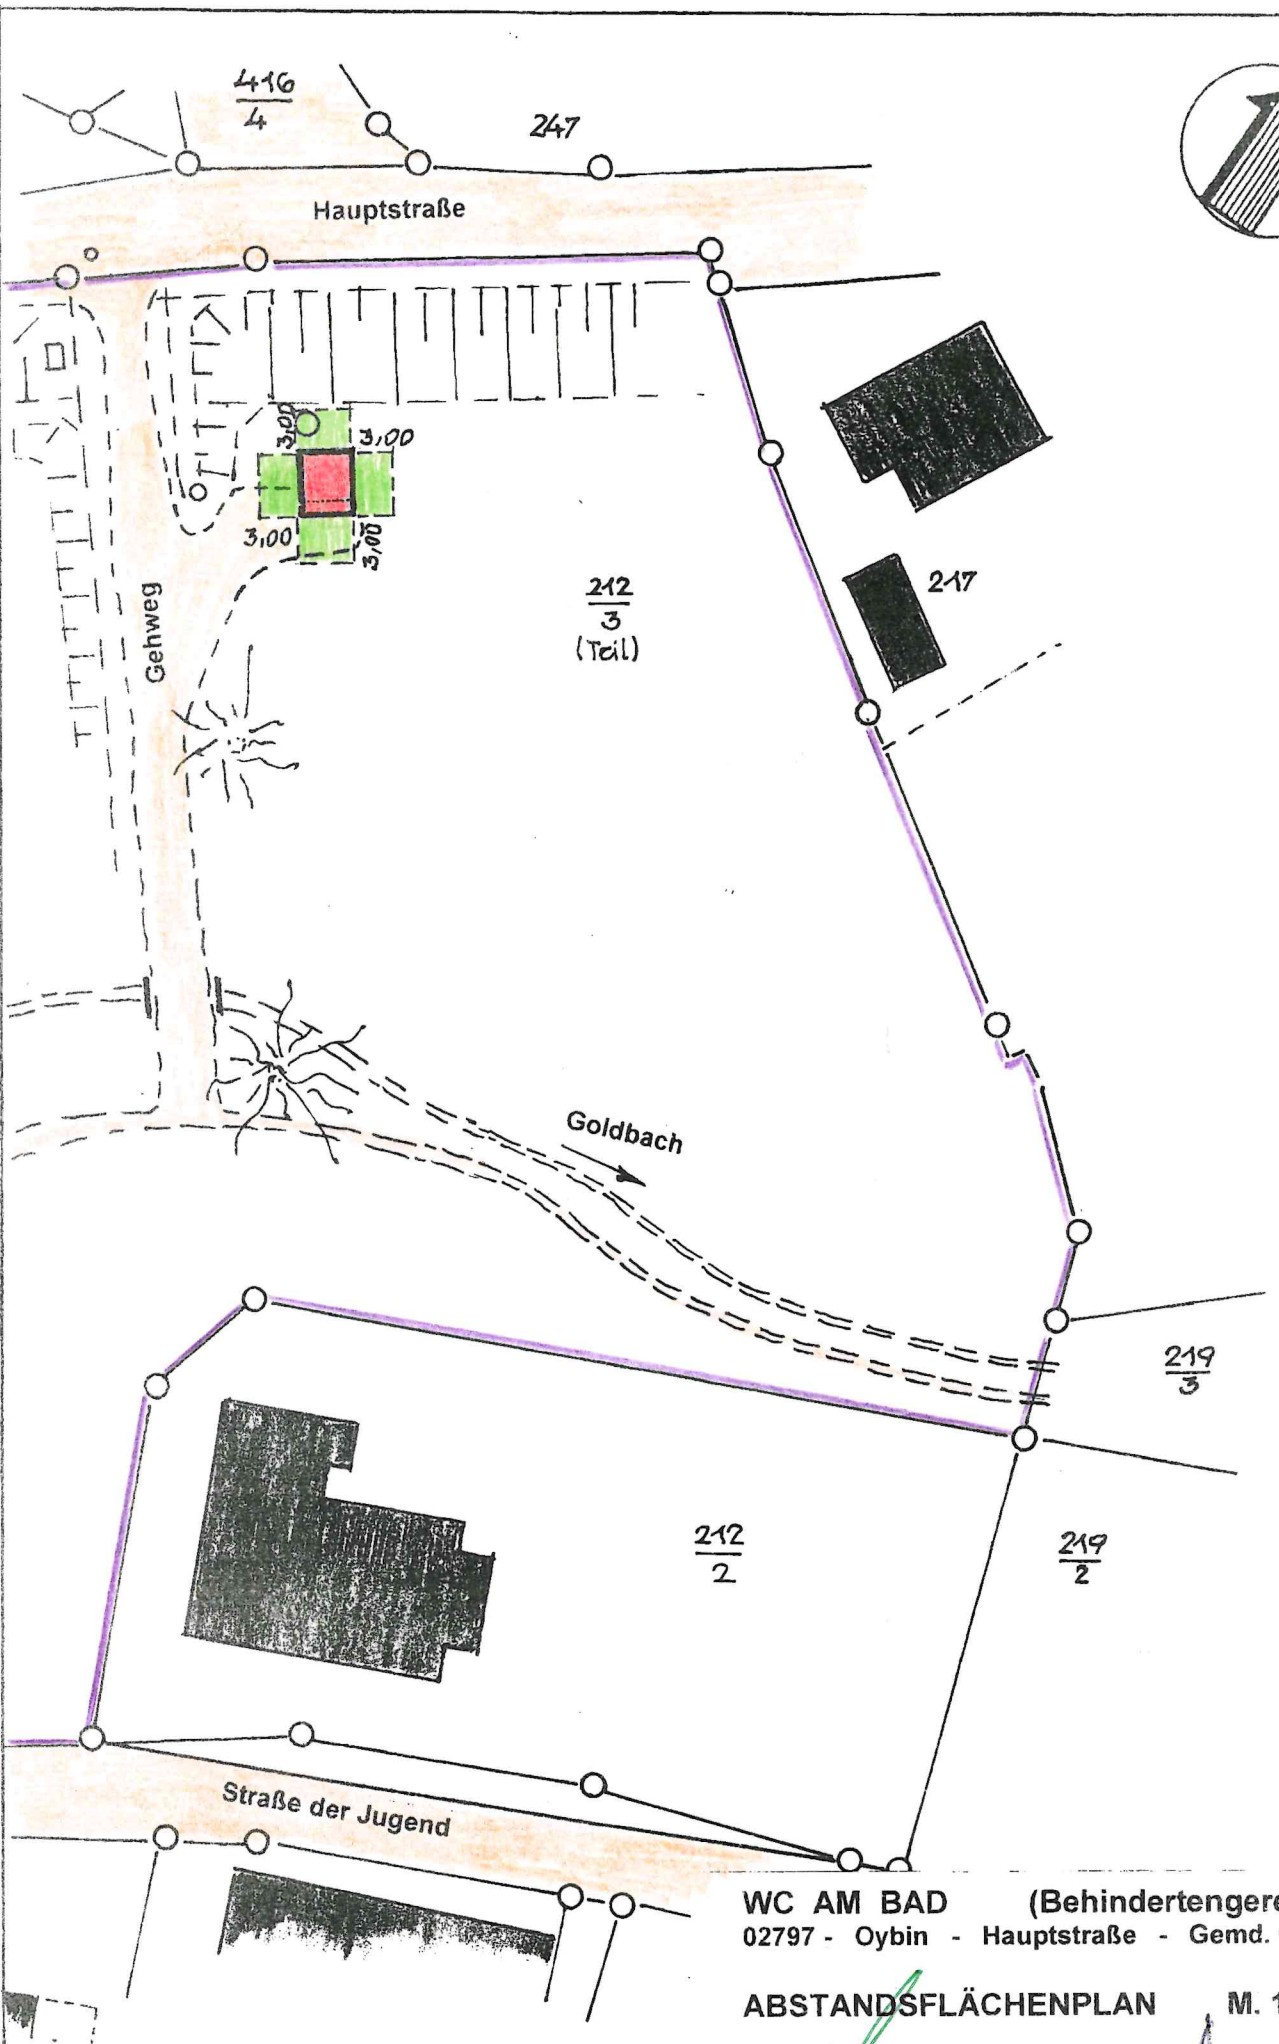 416
4
247
Hauptstraße
3,00
3,00
3,00
3,00
Gehweg
212
3
(Teil)
217
Goldbach
219
3
212
2
219
2
Straße der Jugend
WC AM BAD (Behindertengere
02797 - Oybin - Hauptstraße - Gemd.
ABSTANDSFLÄCHENPLAN M. 1